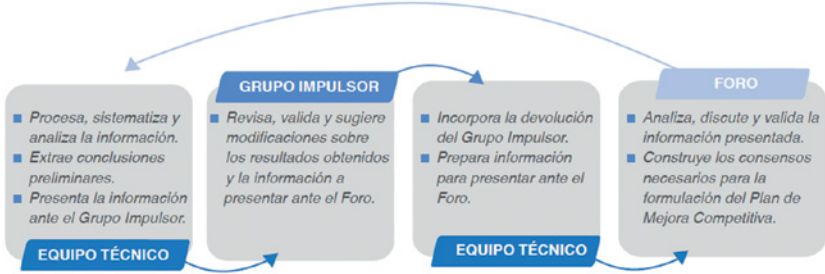 Procesa, sistematiza y
analiza la información.
Extrae conclusiones
preliminares.
Presenta la información
ante el Grupo Impulsor.
EQUIPO TÉCNICO
GRUPO IMPULSOR
Revisa, valida y sugiere
modificaciones sobre
los resultados obtenidos
y la información a
presentar ante el Foro.
Incorpora la devolución
del Grupo Impulsor.
Prepara información
para presentar ante el
Foro.
EQUIPO TÉCNICO
FORO
Analiza, discute y valida la
información presentada.
Construye los consensos
necesarios para la
formulación del Plan de
Mejora Competitiva.